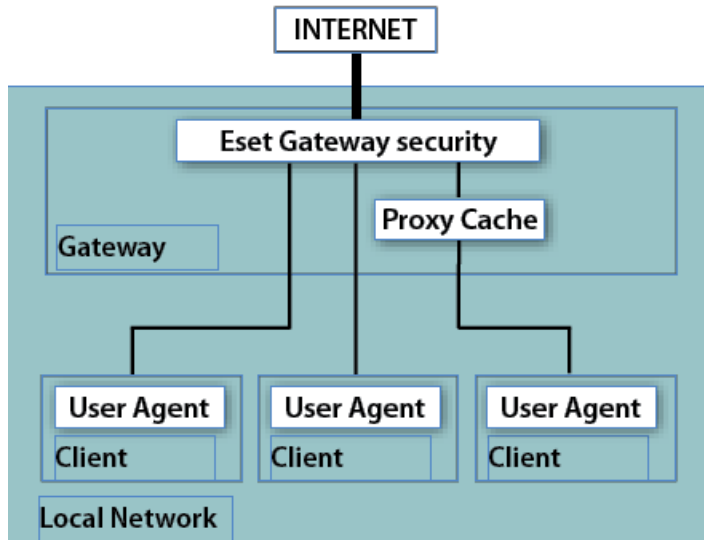 INTERNET
Eset Gateway security
Proxy Cache
Gateway
User Agent
User Agent
User Agent
Client
Client
Client
Local Network